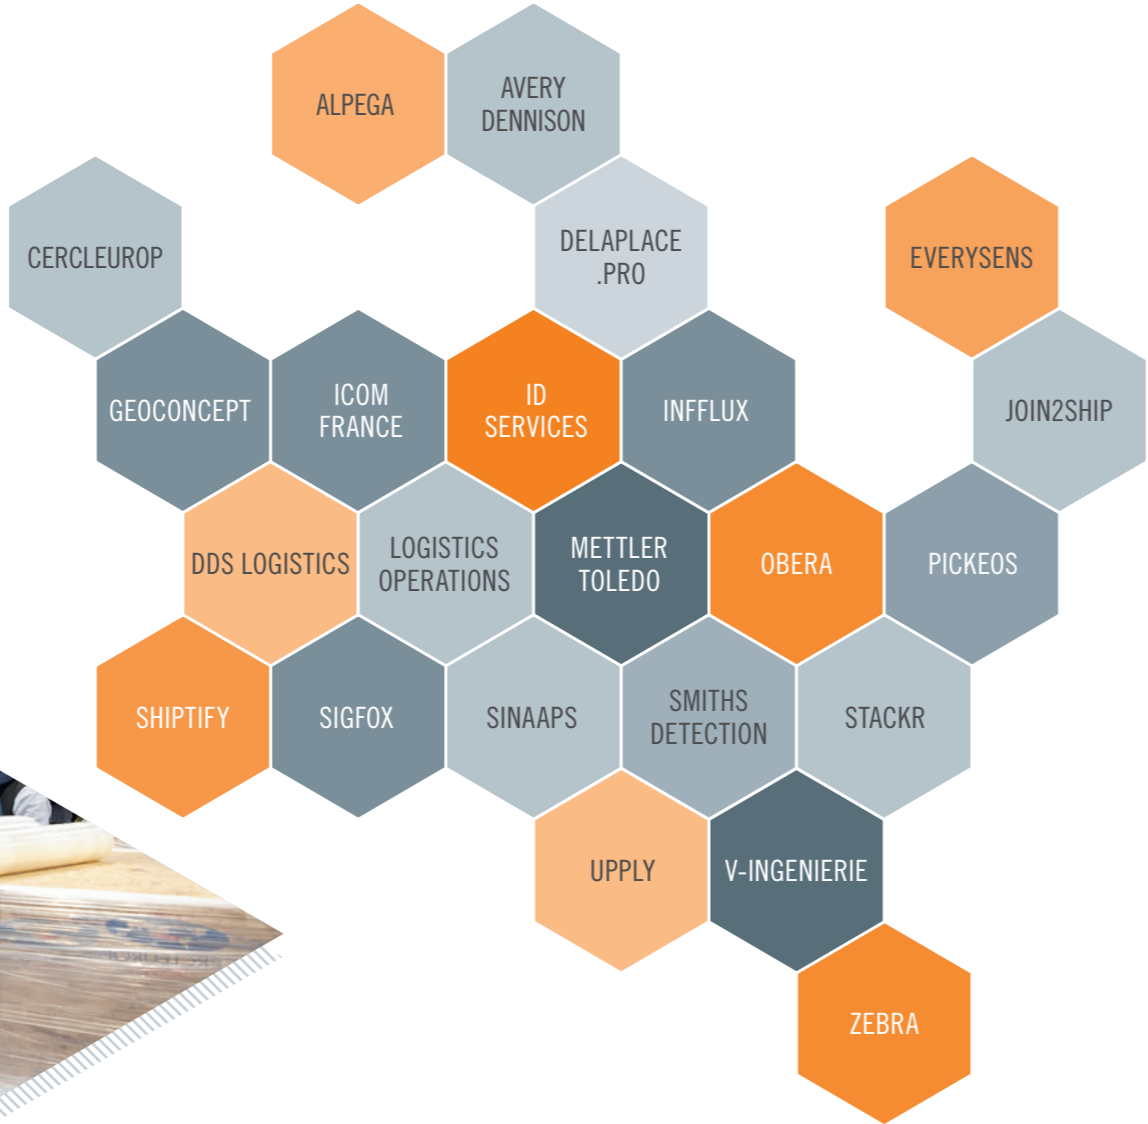 ALPEGA
AVERY
DENNISON
CERCLEUROP
DELAPLACE
.PRO
EVERYSENS
GEOCONCEPT
ICOM
FRANCE
ID
SERVICES
INFFLUX
JOIN2SHIP
DDS LOGISTICS
LOGISTICS
OPERATIONS
METTLER
TOLEDO
OBERA
PICKEOS
SHIPTIFY
SIGFOX
SINAAPS
SMITHS
DETECTION
STACKR
UPPLY
V-INGENIERIE
ZEBRA